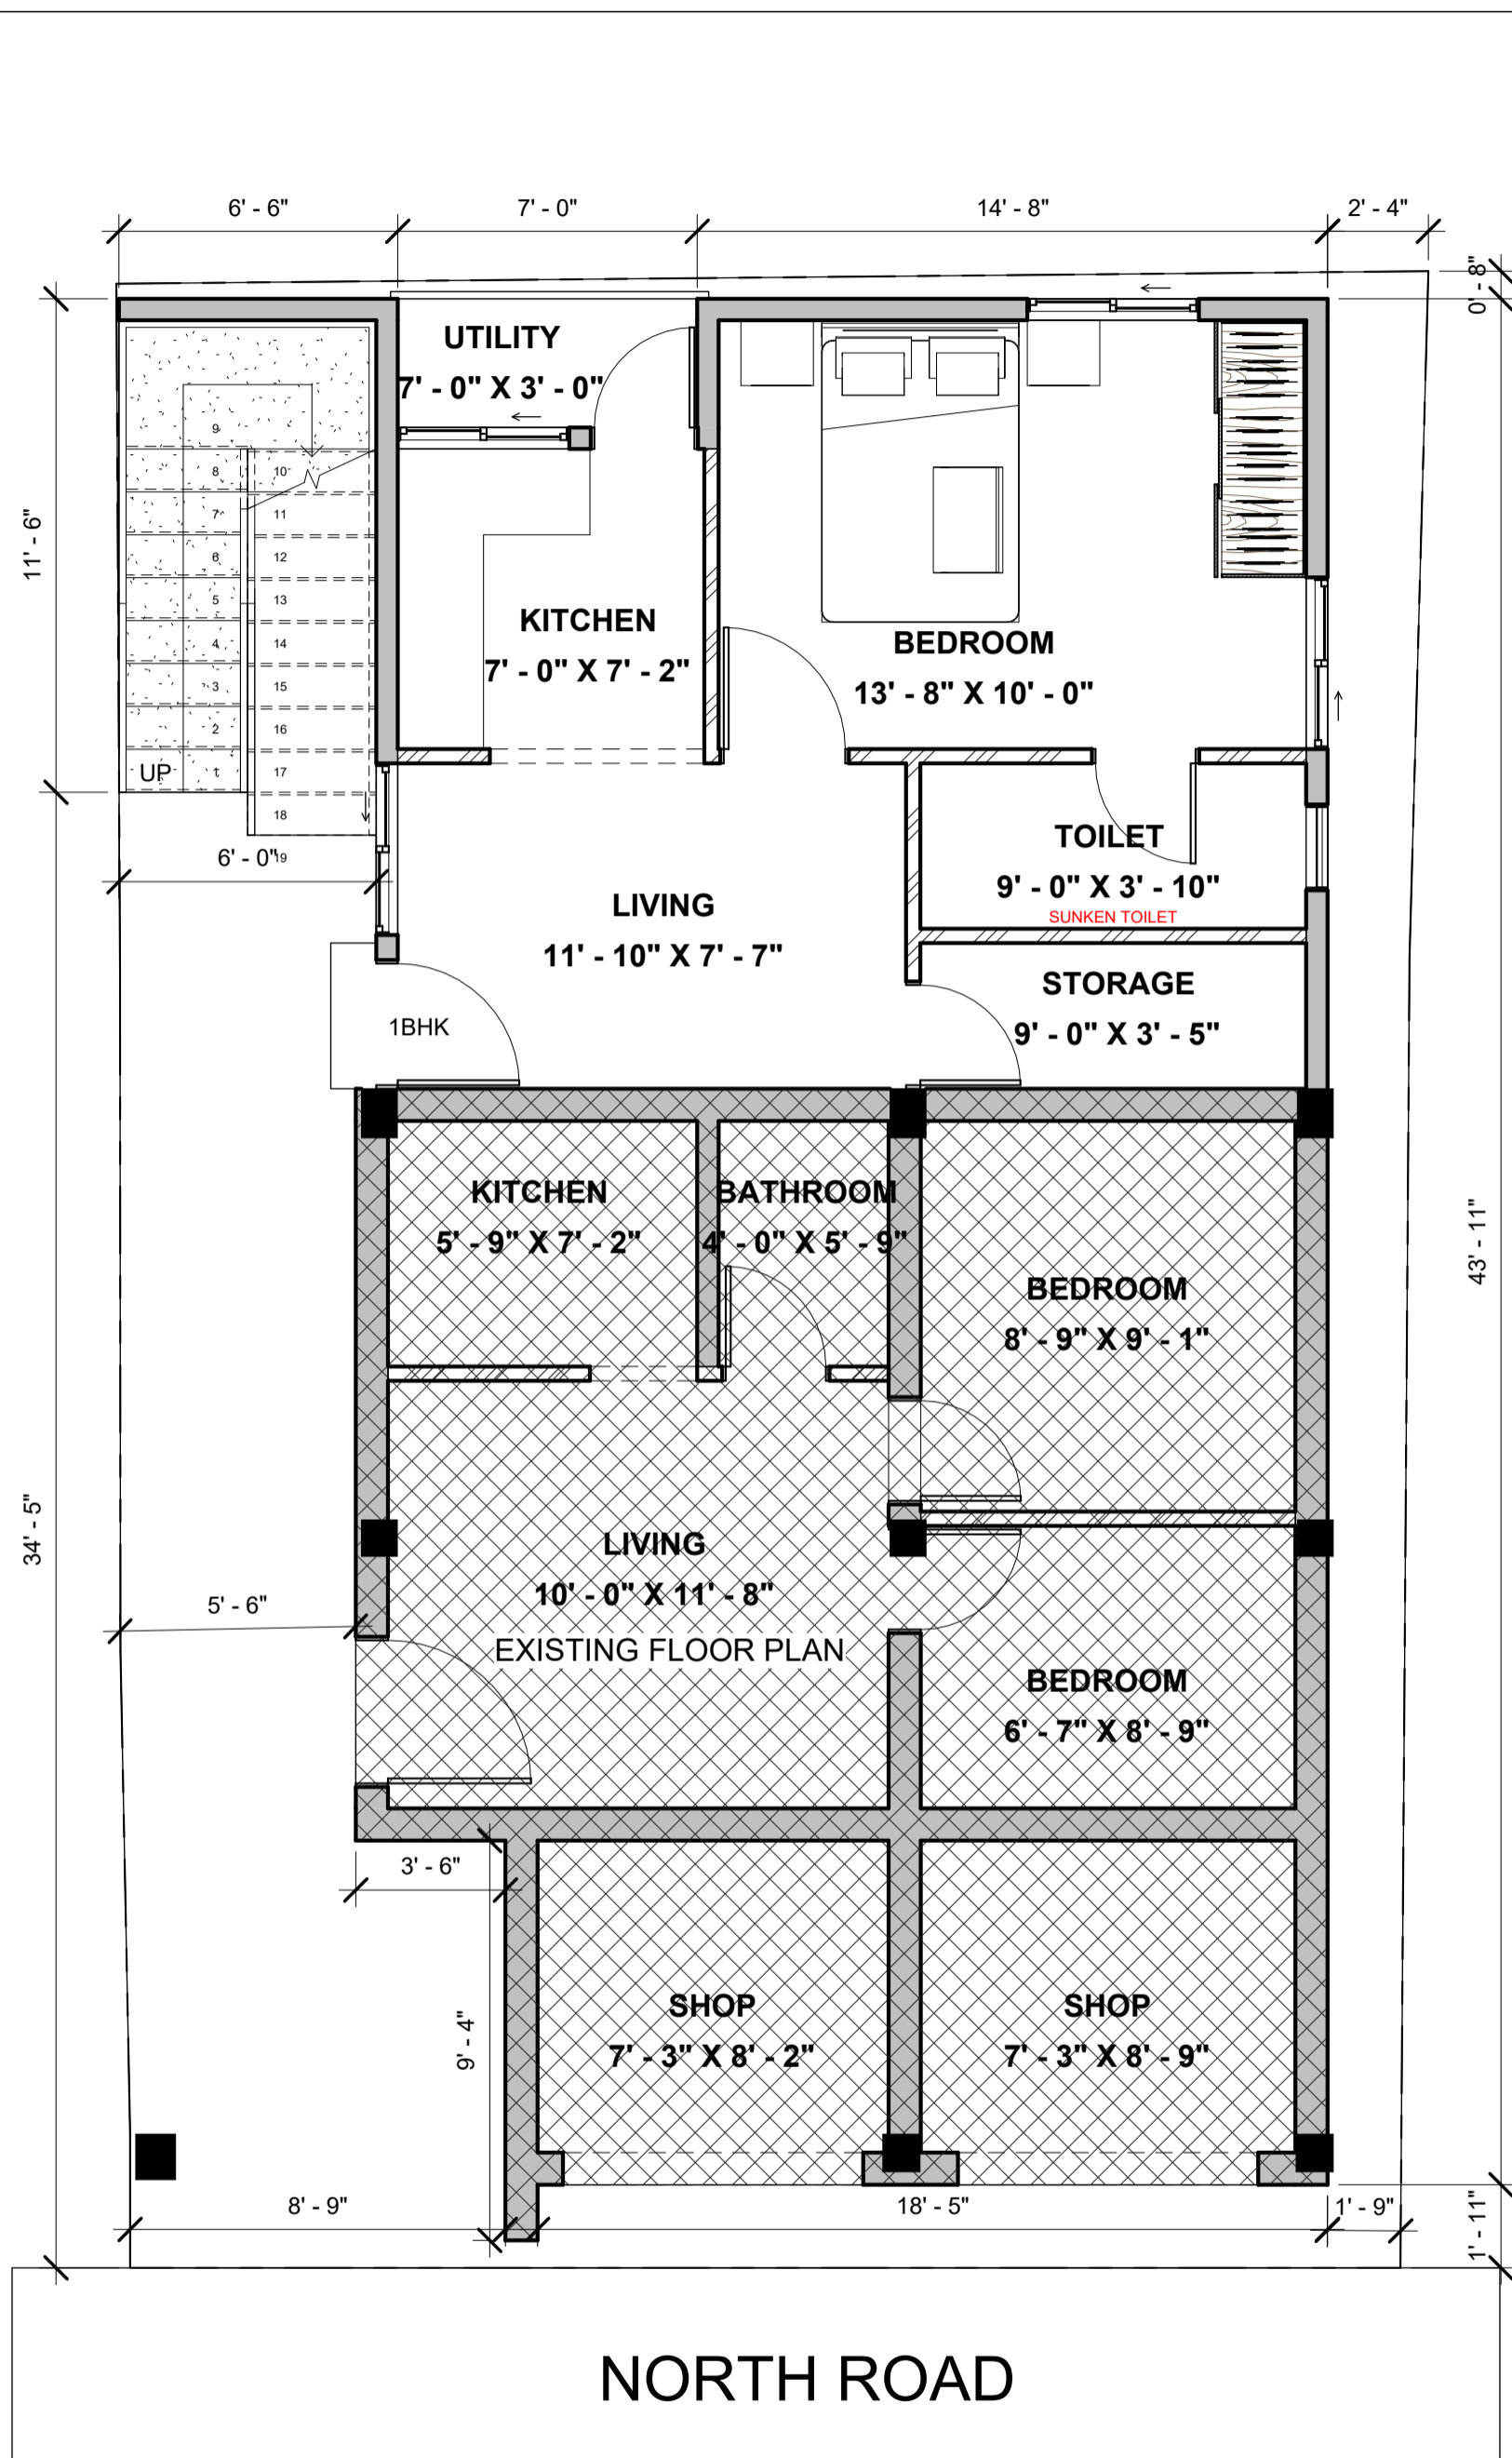 6' - 6"
7' - 0"
14' - 8"
2' - 4"
0' - 8"
UTILITY
7' - 0" X 3' - 0"
11' - 6"
9
8
10
7
11
6
12
5
13
4
14
3
15
2
16
UP
1
17
18
19
6' - 0"
KITCHEN
7' - 0" X 7' - 2"
BEDROOM
13' - 8" X 10' - 0"
TOILET
9' - 0" X 3' - 10"
SUNKEN TOILET
LIVING
11' - 10" X 7' - 7"
STORAGE
9' - 0" X 3' - 5"
1BHK
KITCHEN
5' - 9" X 7' - 2"
BATHROOM
4' - 0" X 5' - 9"
43' - 11"
BEDROOM
8' - 9" X 9' - 1"
34' - 5"
LIVING
10' - 0" X 11' - 8"
5' - 6"
EXISTING FLOOR PLAN
BEDROOM
6' - 7" X 8' - 9"
3' - 6"
9' - 4"
SHOP
7' - 3" X 8' - 2"
SHOP
7' - 3" X 8' - 9"
8' - 9"
18' - 5"
1' - 9"
1' - 11"
NORTH ROAD